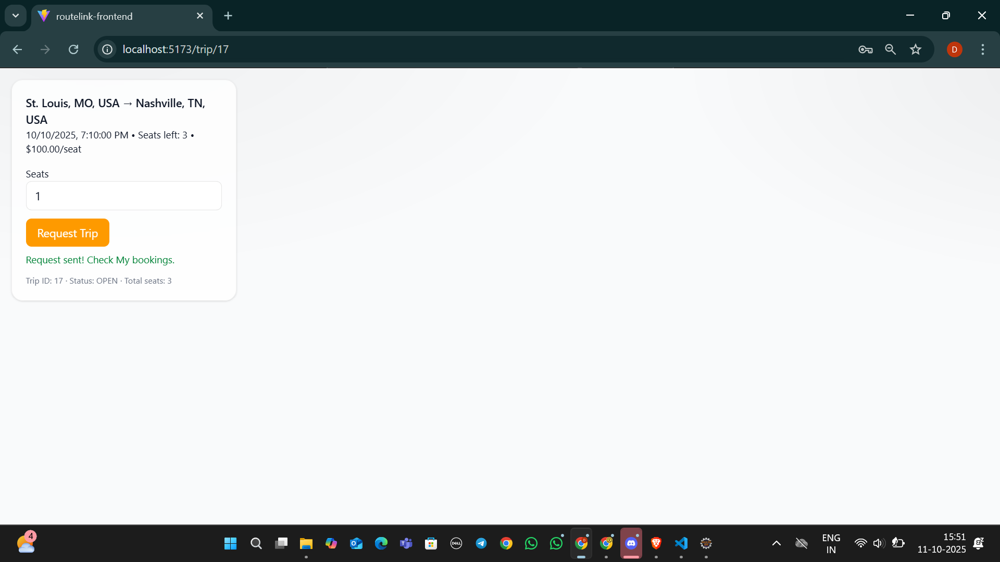 routelink-frontend
localhost:5173/trip/17
D
St. Louis, MO, USA → Nashville, TN,
USA
10/10/2025, 7:10:00 PM • Seats left: 3 •
$100.00/seat
Seats
1
Request Trip
Request sent! Check My bookings.
Trip ID: 17 · Status: OPEN · Total seats: 3
4
DELL
ENG
IN
15:51
11-10-2025